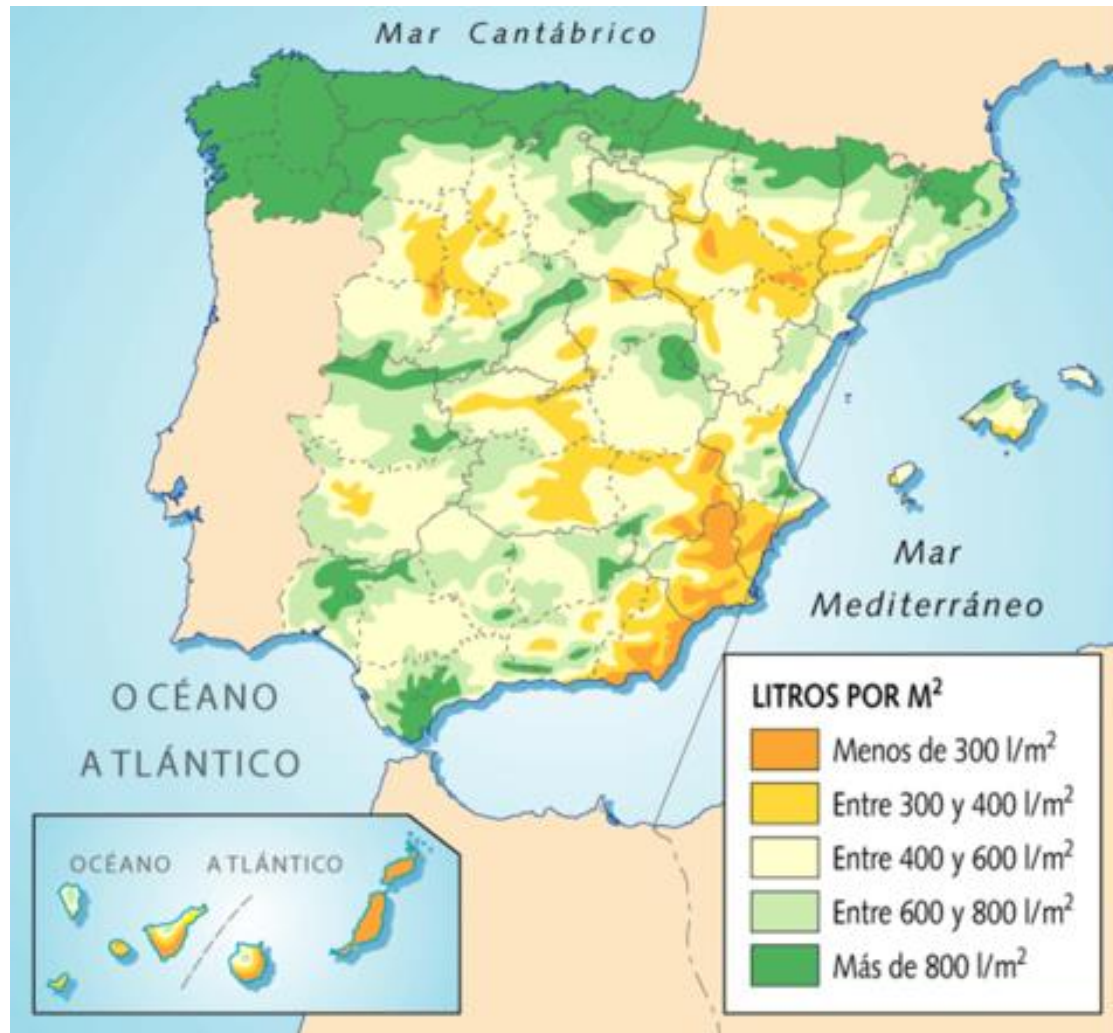 Mar Cantábrico
Mar
Mediterráneo
OCÉANO
ATLÁNTICO
OCÉANO ATLÁNTICO
LITROS POR M²
Menos de 300 l/m²
Entre 300 y 400 l/m²
Entre 400 y 600 l/m²
Entre 600 y 800 l/m²
Más de 800 l/m²